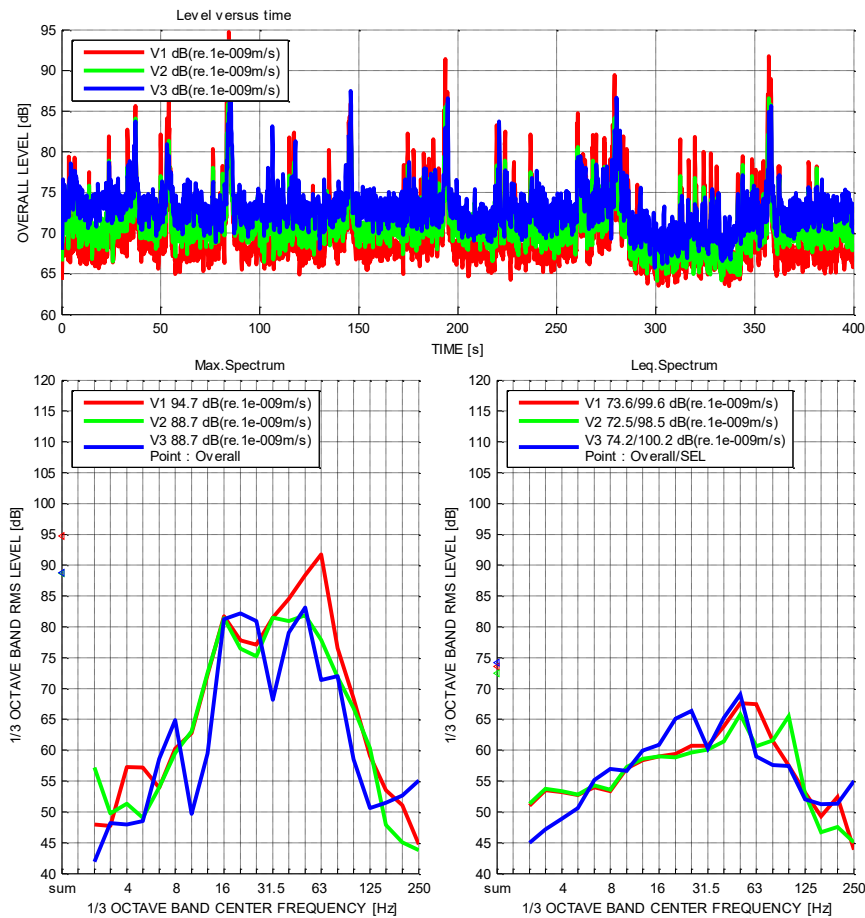 Level versus time
95
90
85
80
75
70
65
60
OVERALL LEVEL [dB]
V1 dB(re.1e-009m/s)
V2 dB(re.1e-009m/s)
V3 dB(re.1e-009m/s)
0 50 100 150 200 250 300 350 400
TIME [s]
Max.Spectrum
120
115
110
105
100
95
90
85
80
75
70
65
60
55
50
45
40
1/3 OCTAVE BAND RMS LEVEL [dB]
V1 94.7 dB(re.1e-009m/s)
V2 88.7 dB(re.1e-009m/s)
V3 88.7 dB(re.1e-009m/s)
Point : Overall
sum 4 8 16 31.5 63 125 250
1/3 OCTAVE BAND CENTER FREQUENCY [Hz]
Leq.Spectrum
120
115
110
105
100
95
90
85
80
75
70
65
60
55
50
45
40
1/3 OCTAVE BAND RMS LEVEL [dB]
V1 73.6/99.6 dB(re.1e-009m/s)
V2 72.5/98.5 dB(re.1e-009m/s)
V3 74.2/100.2 dB(re.1e-009m/s)
Point : Overall/SEL
sum 4 8 16 31.5 63 125 250
1/3 OCTAVE BAND CENTER FREQUENCY [Hz]